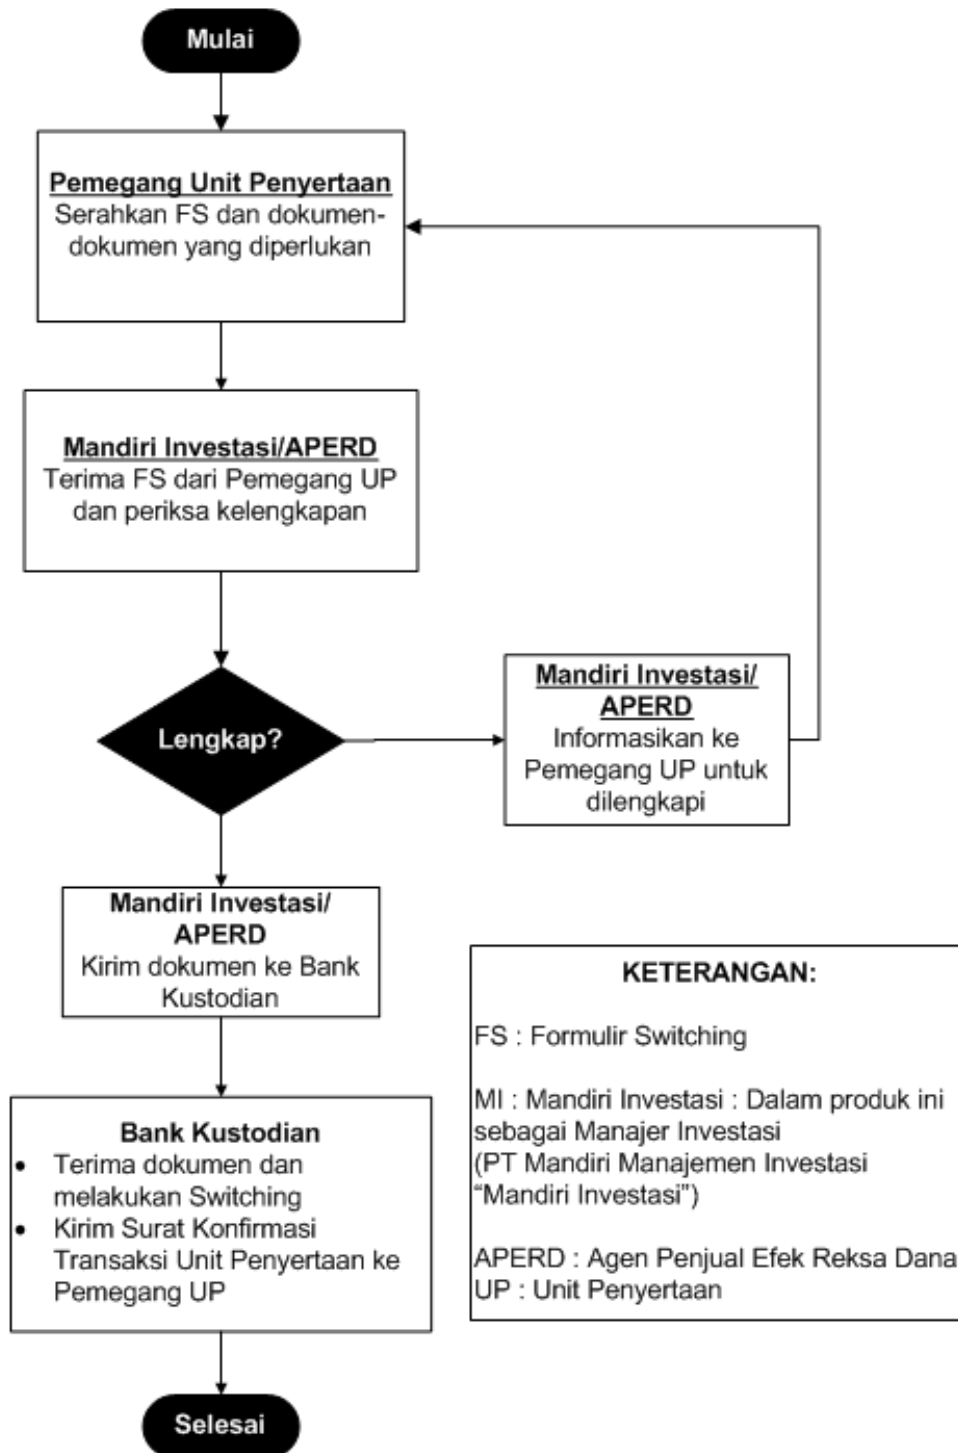 Mulai
Pemegang Unit Penyertaan
Serahkan FS dan dokumen-
dokumen yang diperlukan
Mandiri Investasi/APERD
Terima FS dari Pemegang UP
dan periksa kelengkapan
Lengkap?
Mandiri Investasi/
APERD
Informasikan ke
Pemegang UP untuk
dilengkapi
Mandiri Investasi/
APERD
Kirim dokumen ke Bank
Kustodian
Bank Kustodian
• Terima dokumen dan
melakukan Switching
• Kirim Surat Konfirmasi
Transaksi Unit Penyertaan ke
Pemegang UP
Selesai
KETERANGAN:
FS : Formulir Switching
MI : Mandiri Investasi : Dalam produk ini
sebagai Manajer Investasi
(PT Mandiri Manajemen Investasi
“Mandiri Investasi”)
APERD : Agen Penjual Efek Reksa Dana
UP : Unit Penyertaan